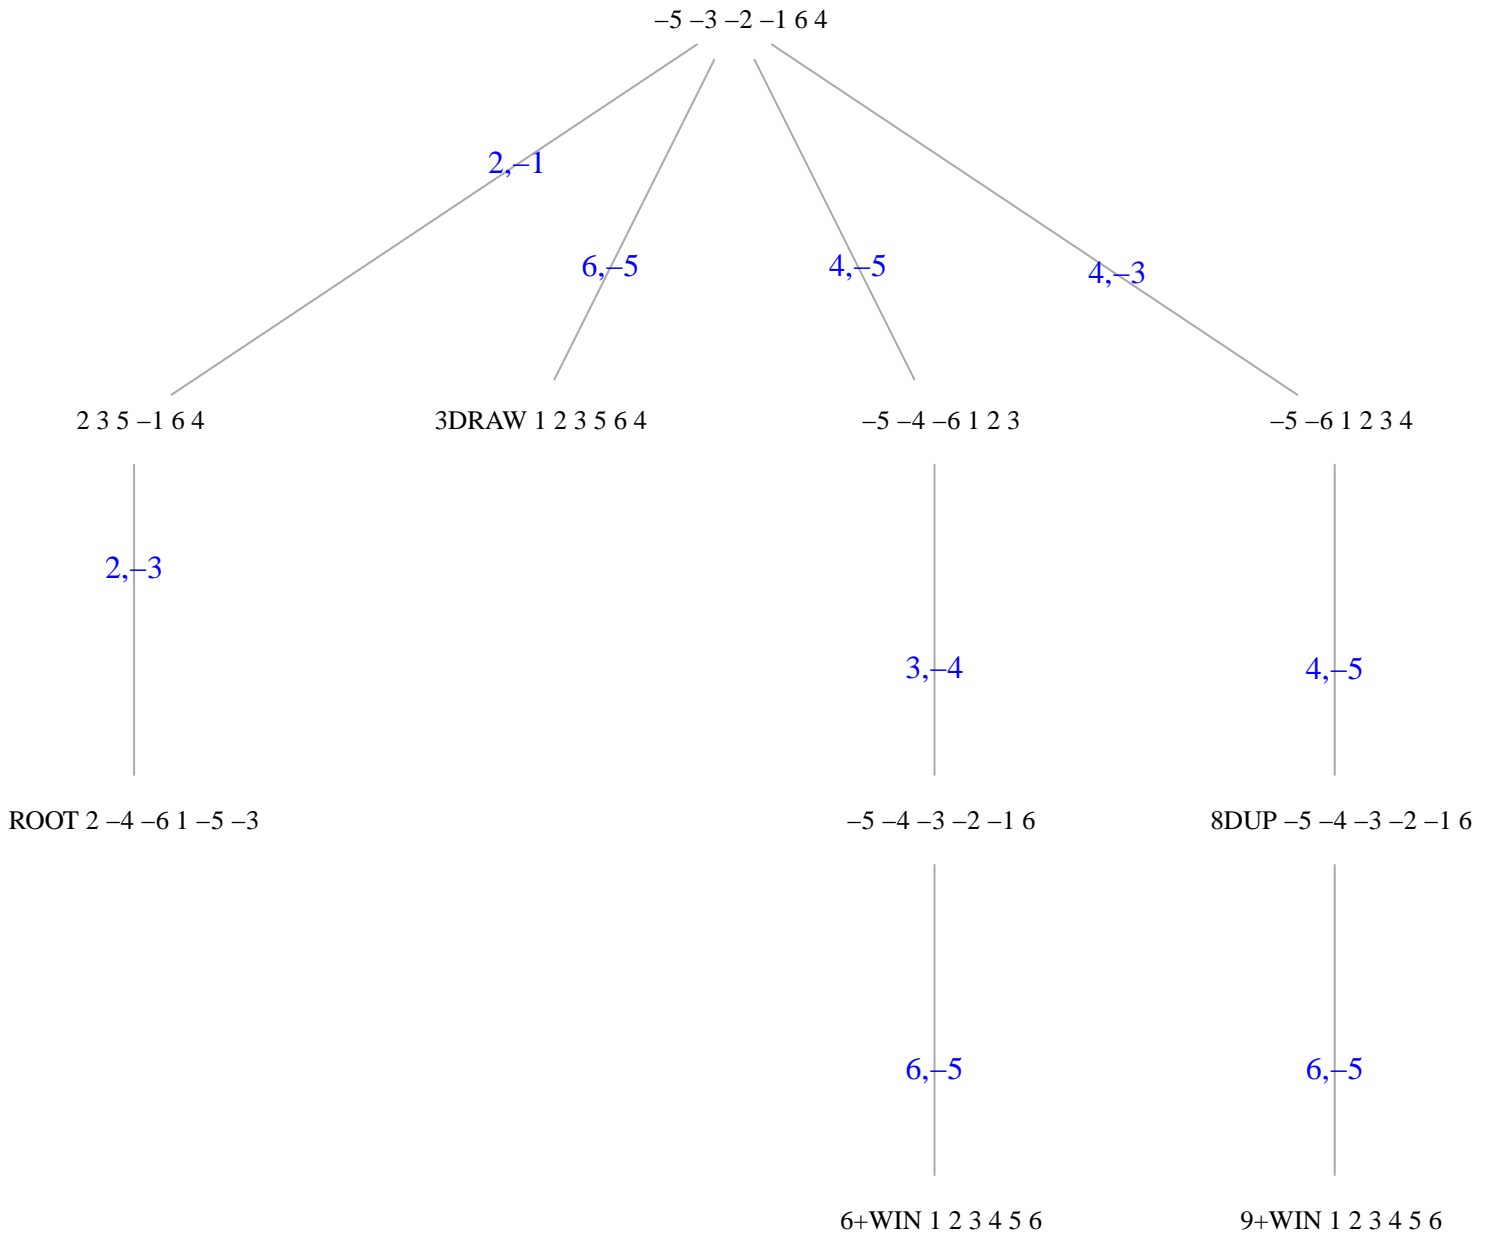 –5 –3 –2 –1 6 4
2,–1
6,–5
4,–5
4,–3
2 3 5 –1 6 4
3DRAW 1 2 3 5 6 4
–5 –4 –6 1 2 3
–5 –6 1 2 3 4
2,–3
3,–4
4,–5
ROOT 2 –4 –6 1 –5 –3
–5 –4 –3 –2 –1 6
8DUP –5 –4 –3 –2 –1 6
6,–5
6,–5
6+WIN 1 2 3 4 5 6
9+WIN 1 2 3 4 5 6